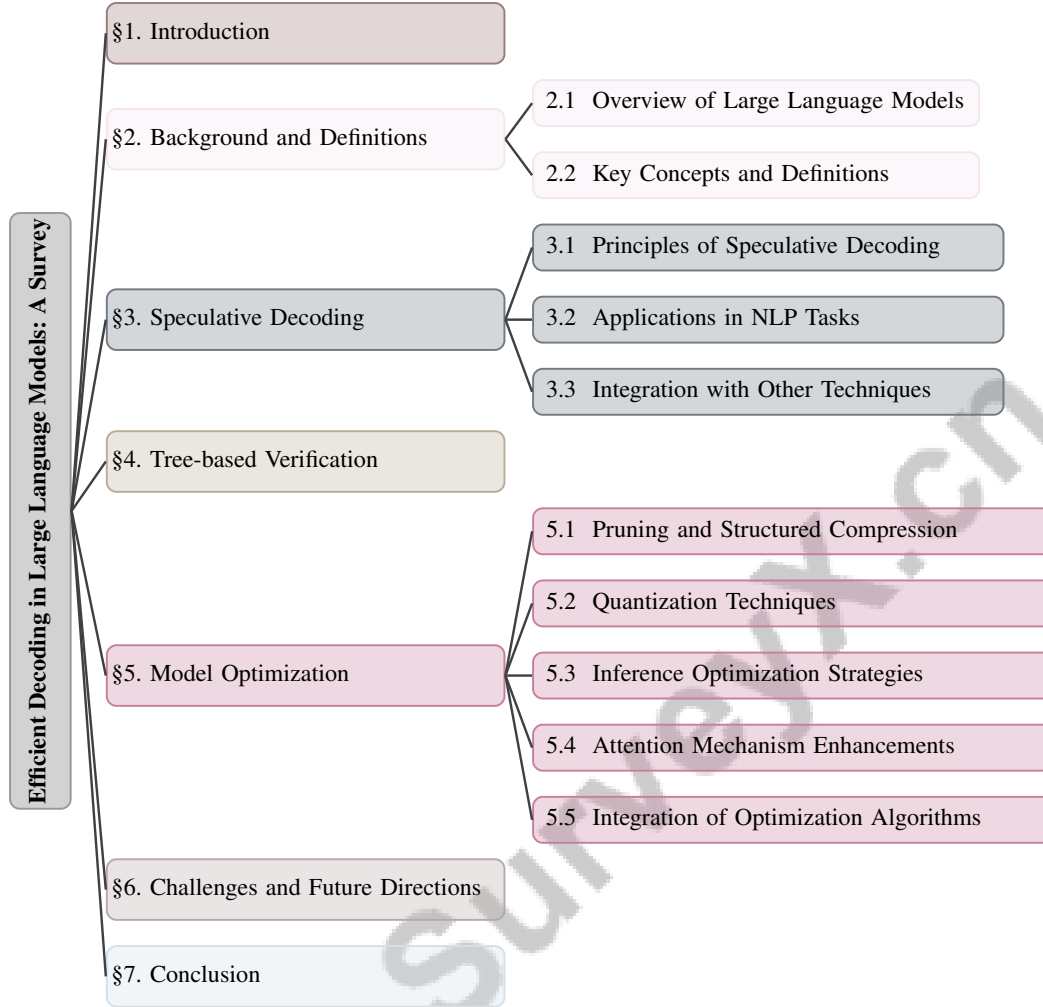 Efficient Decoding in Large Language Models: A Survey
§1. Introduction
§2. Background and Definitions
2.1 Overview of Large Language Models
2.2 Key Concepts and Definitions
§3. Speculative Decoding
3.1 Principles of Speculative Decoding
3.2 Applications in NLP Tasks
3.3 Integration with Other Techniques
§4. Tree-based Verification
§5. Model Optimization
5.1 Pruning and Structured Compression
5.2 Quantization Techniques
5.3 Inference Optimization Strategies
5.4 Attention Mechanism Enhancements
5.5 Integration of Optimization Algorithms
§6. Challenges and Future Directions
§7. Conclusion
SurveyX.cn